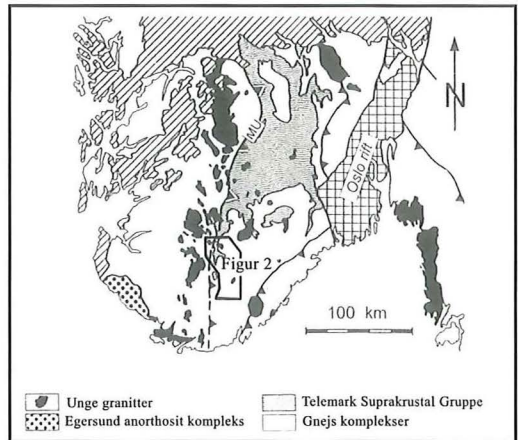 N
MU
Oslo rift
Figur 2
100 km
Unge granitter
Egersund anorthosit kompleks
Telemark Suprakrustal Gruppe
Gnejs komplekser